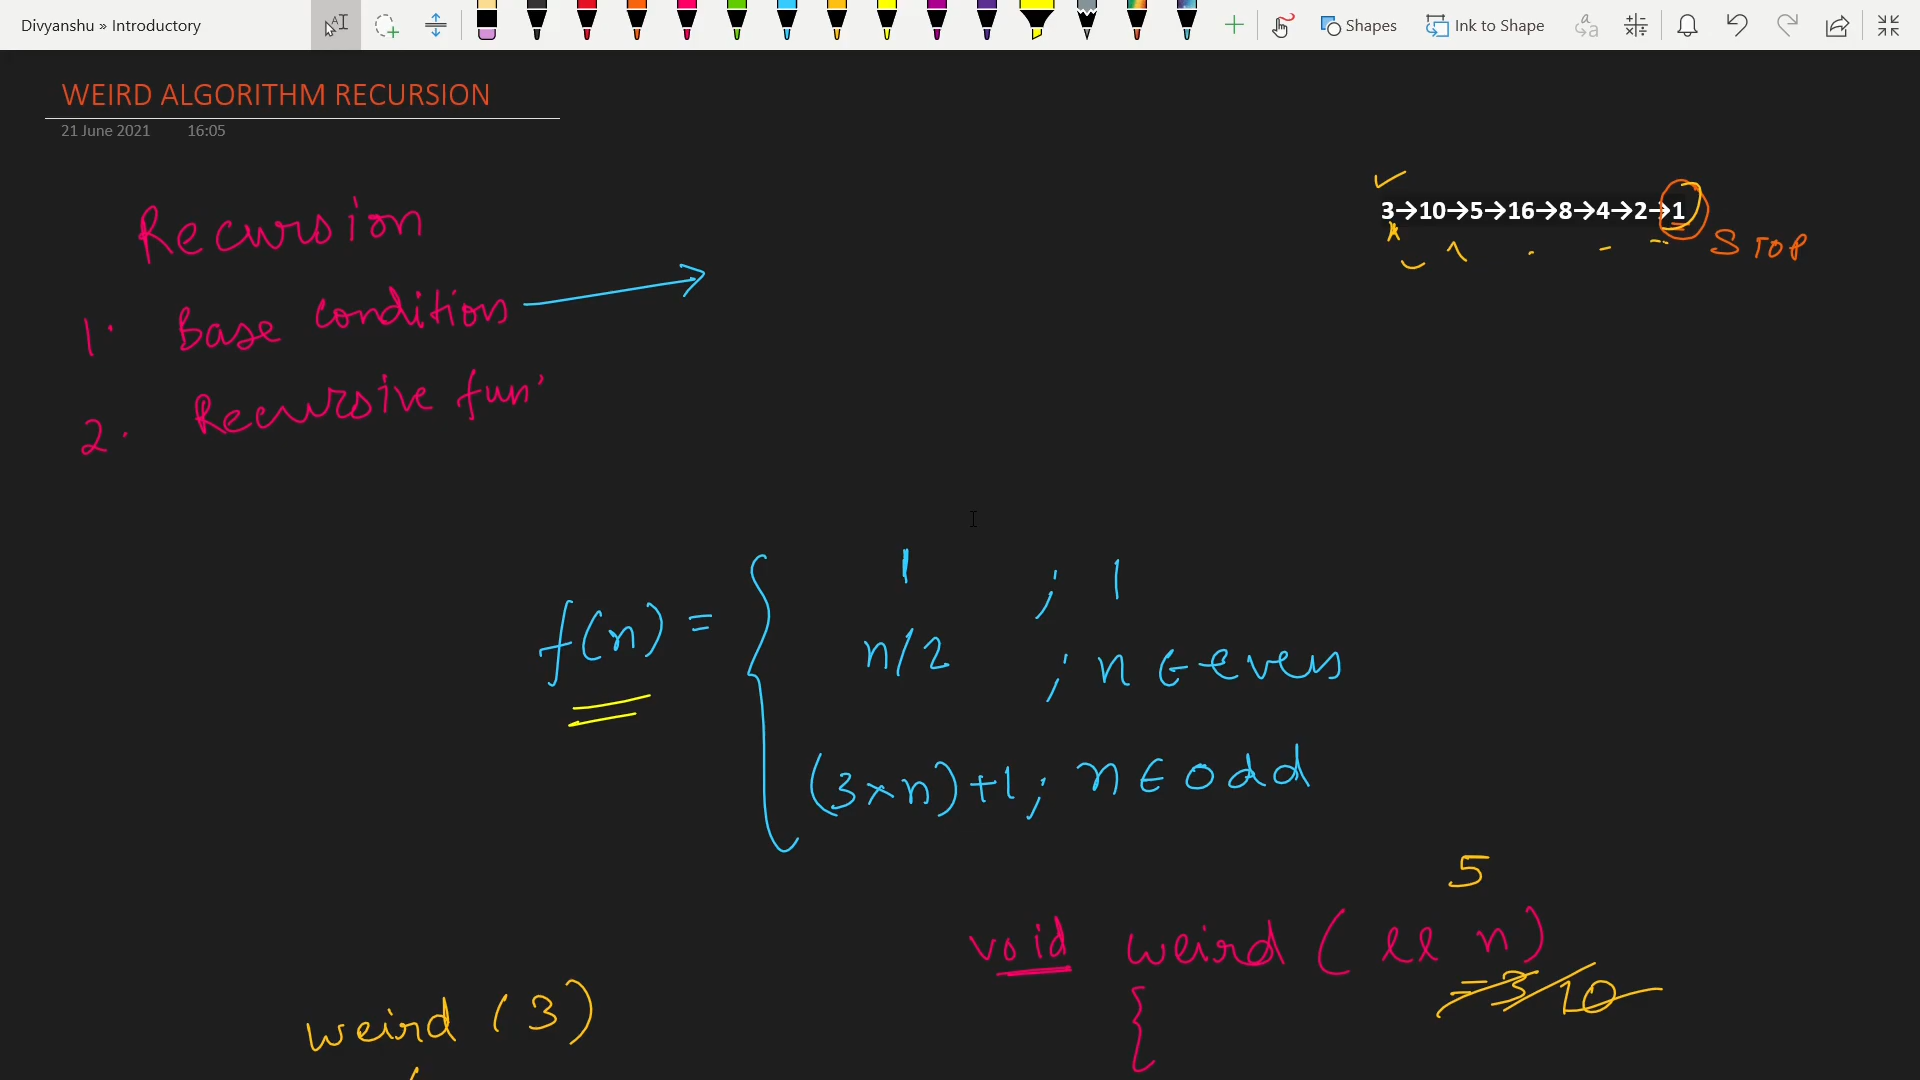 Divyanshu » Introductory
Shapes
Ink to Shape
WEIRD ALGORITHM RECURSION
21 June 2021 16:05
3→10→5→16→8→4→2→1
STOP
Recursion
1. Base condition
2. Recursive fun'
f(n) = {
1 ; 1
n/2 ; n ∈ even
(3×n)+1; n ∈ odd
5
void weird (ll n)
=3 10
{
weird (3)